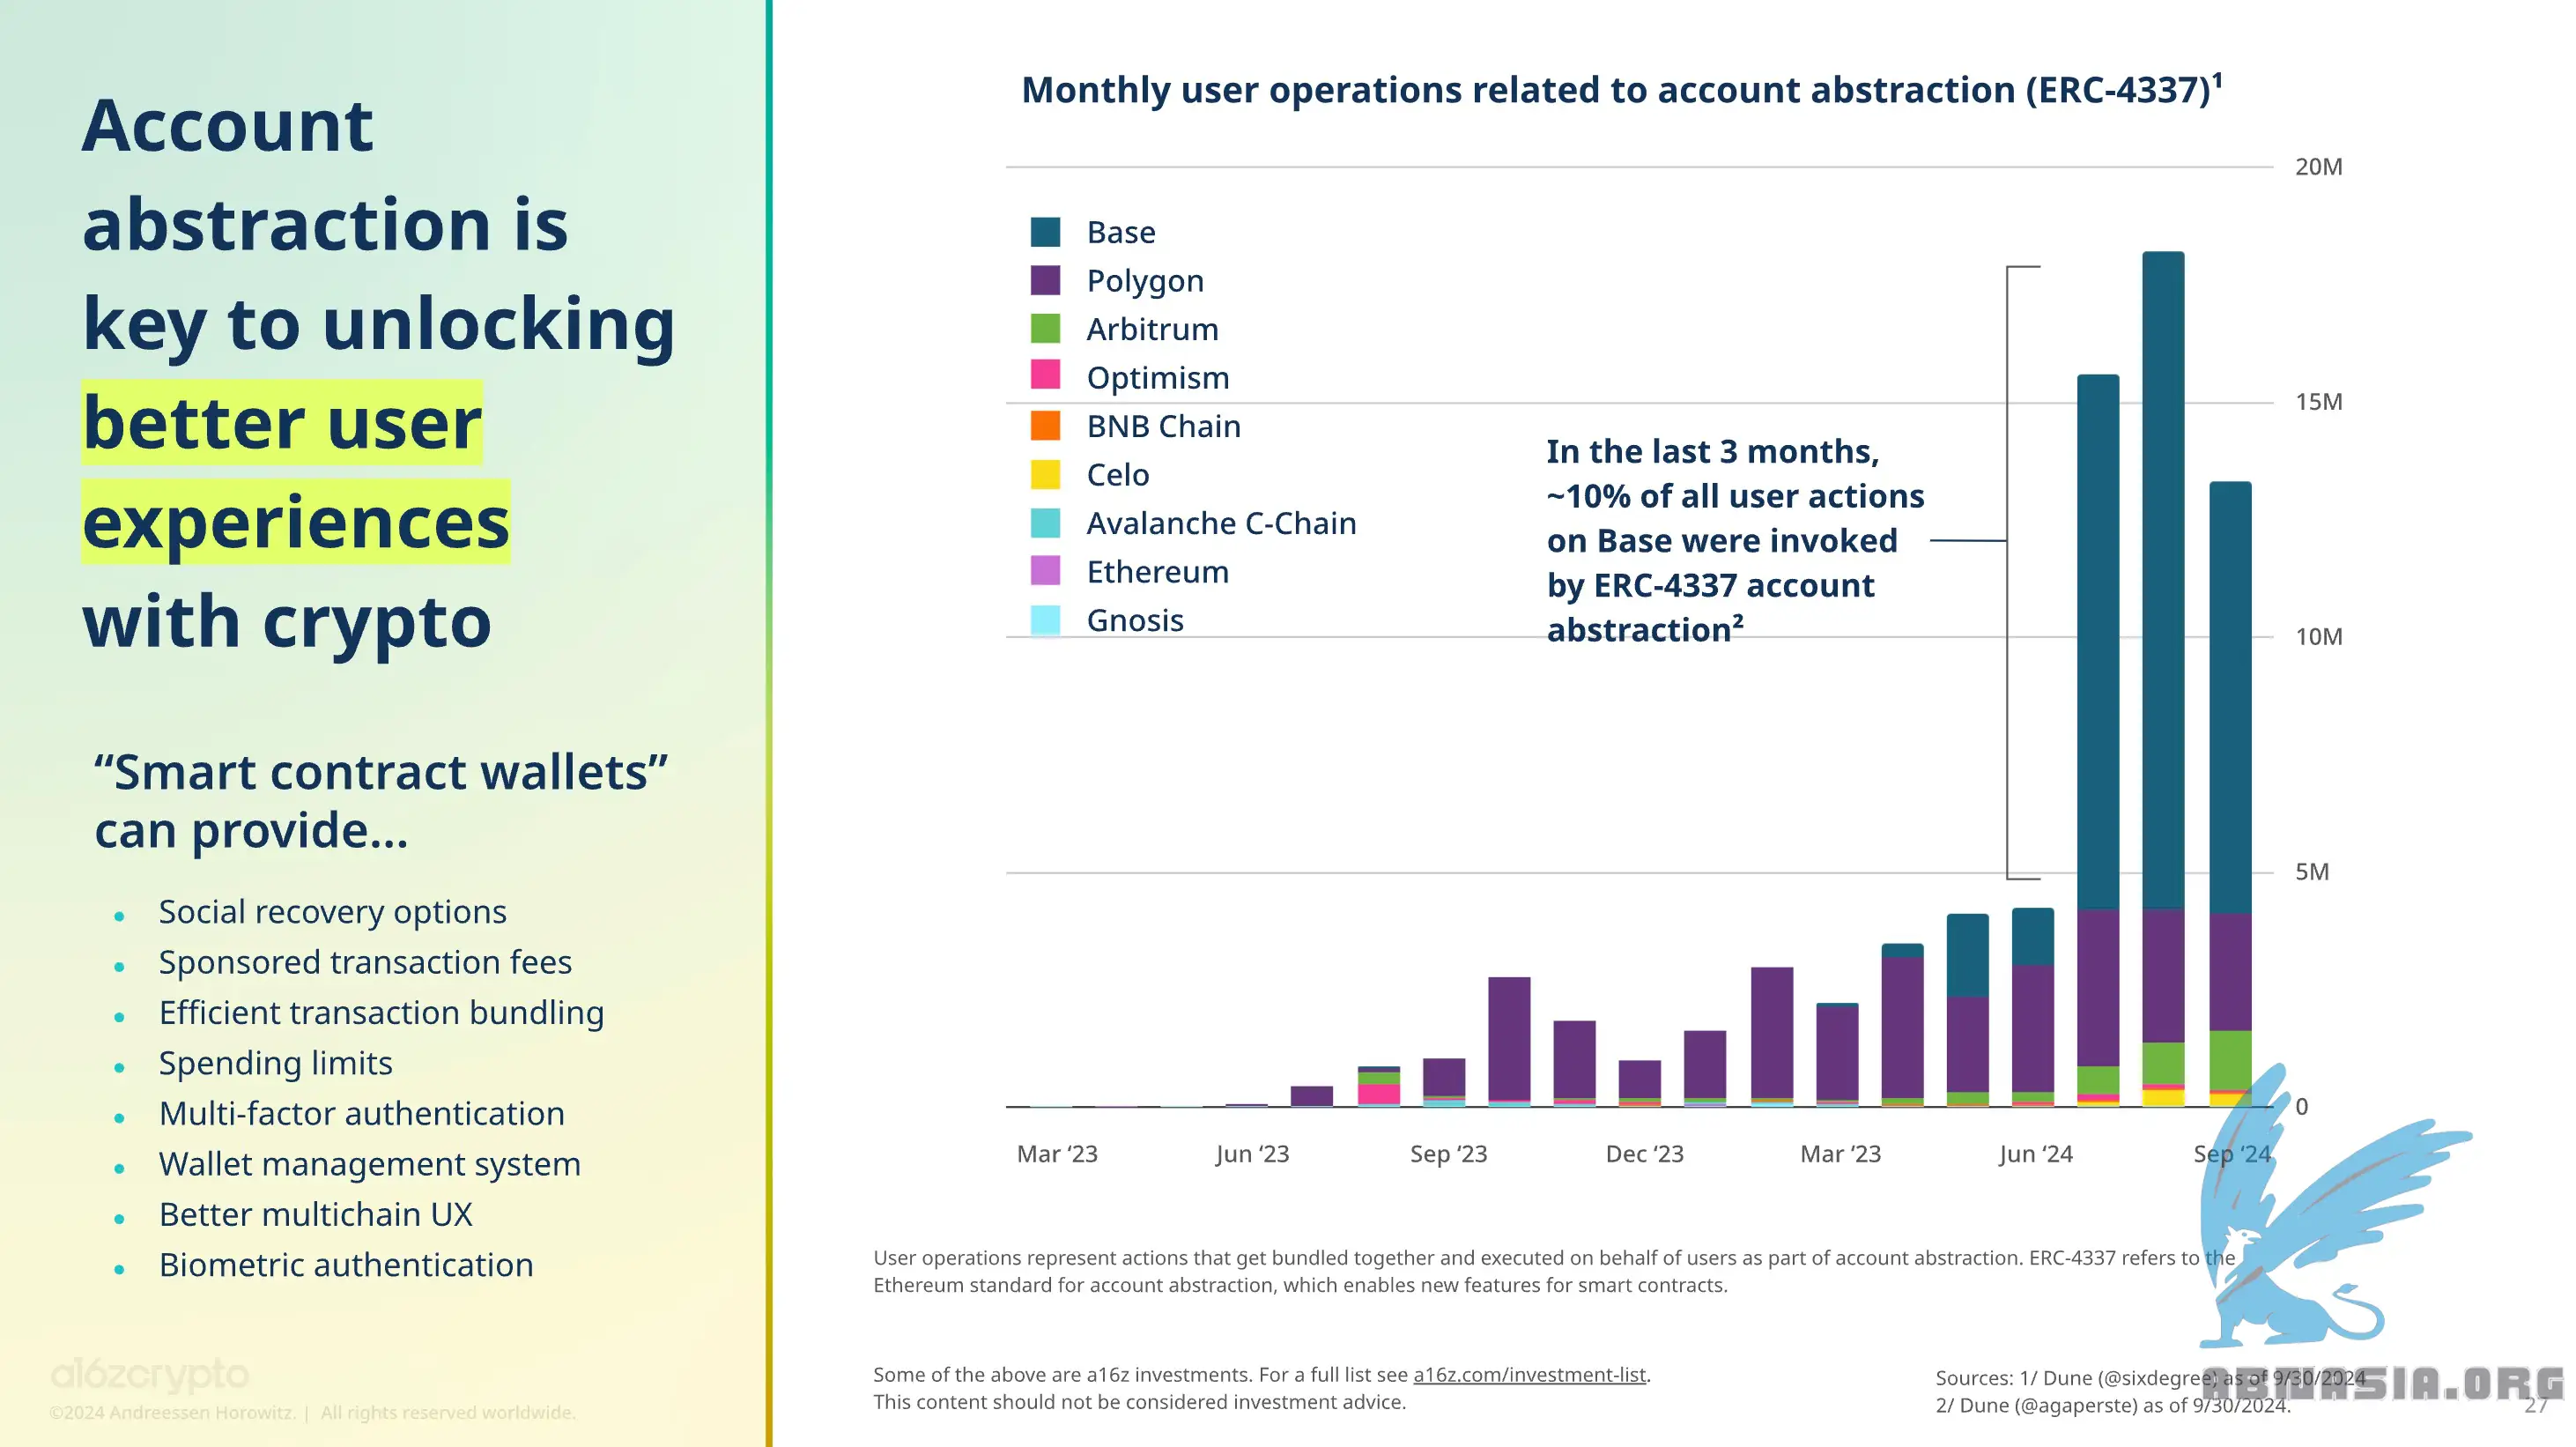 Account
abstraction is
key to unlocking
better user
experiences
with crypto
“Smart contract wallets”
can provide...
• Social recovery options
• Sponsored transaction fees
• Efficient transaction bundling
• Spending limits
• Multi-factor authentication
• Wallet management system
• Better multichain UX
• Biometric authentication
a16zcrypto
©2024 Andreessen Horowitz. | All rights reserved worldwide.
Monthly user operations related to account abstraction (ERC-4337)¹
20M
15M
10M
5M
0
Base
Polygon
Arbitrum
Optimism
BNB Chain
Celo
Avalanche C-Chain
Ethereum
Gnosis
In the last 3 months,
~10% of all user actions
on Base were invoked
by ERC-4337 account
abstraction²
Mar ‘23 Jun ‘23 Sep ‘23 Dec ‘23 Mar ‘23 Jun ‘24 Sep ‘24
User operations represent actions that get bundled together and executed on behalf of users as part of account abstraction. ERC-4337 refers to the
Ethereum standard for account abstraction, which enables new features for smart contracts.
Some of the above are a16z investments. For a full list see a16z.com/investment-list.
This content should not be considered investment advice.
Sources: 1/ Dune (@sixdegree) as of 9/30/2024
2/ Dune (@agaperste) as of 9/30/2024.
ABNASIA.ORG
27